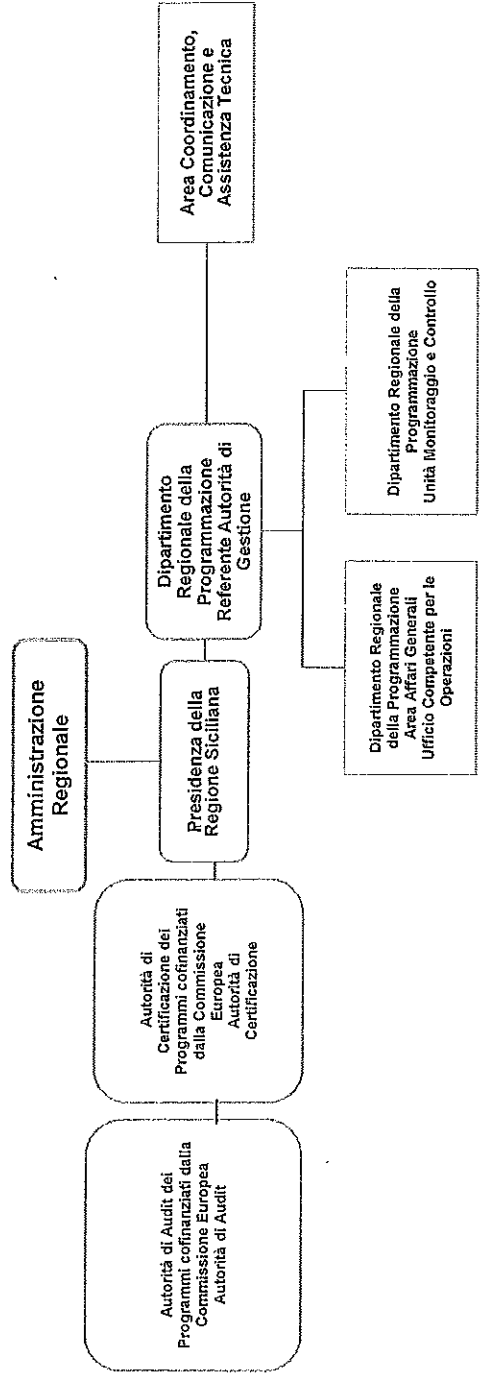 Amministrazione
Regionale
Autorità di Audit dei
Programmi cofinanziati dalla
Commissione Europea
Autorità di Audit
Autorità di
Certificazione dei
Programmi cofinanziati
dalla Commissione
Europea
Autorità di
Certificazione
Presidenza della
Regione Siciliana
Dipartimento
Regionale della
Programmazione
Referente Autorità di
Gestione
Area Coordinamento,
Comunicazione e
Assistenza Tecnica
Dipartimento Regionale
della Programmazione
Area Affari Generali
Ufficio Competente per le
Operazioni
Dipartimento Regionale della
Programmazione
Unità Monitoraggio e Controllo